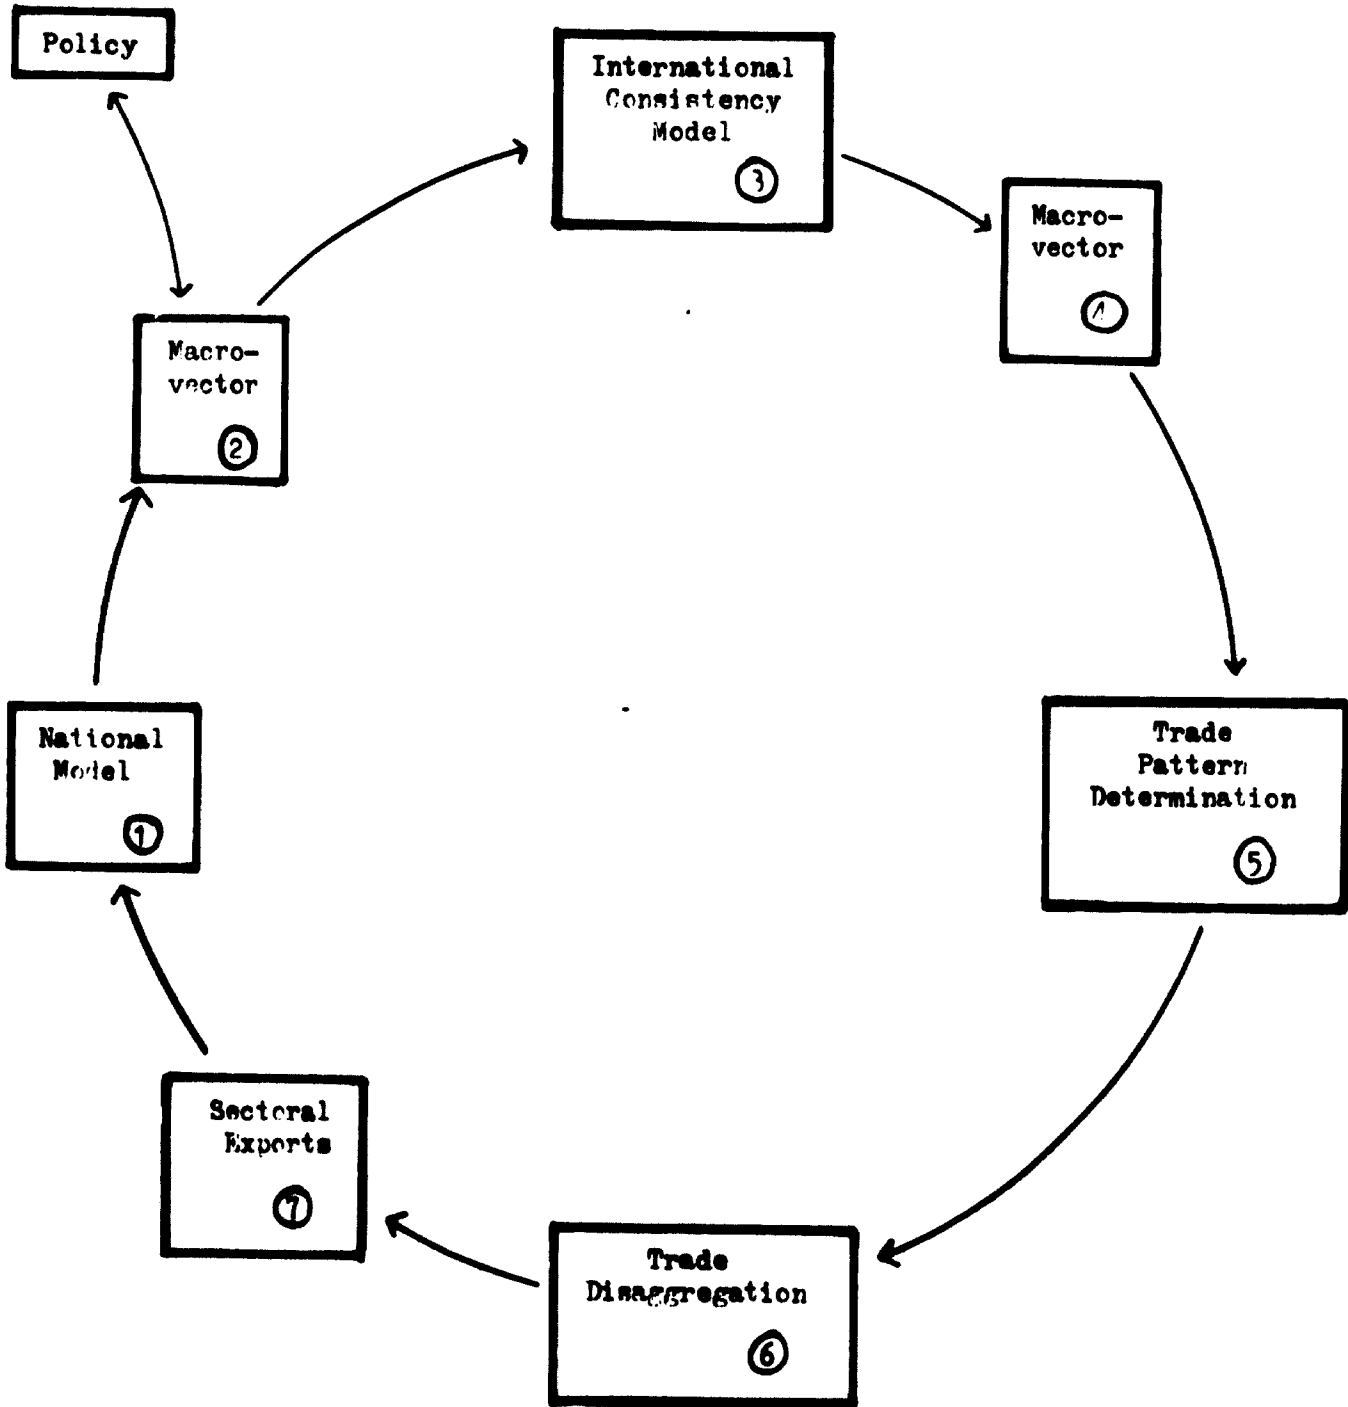 Policy
International
Consistency
Model
3
Macro-
vector
Macro-
vector
2
National
Model
1
Trade
Pattern
Determination
5
Sectoral
Exports
7
Trade
Disaggregation
6